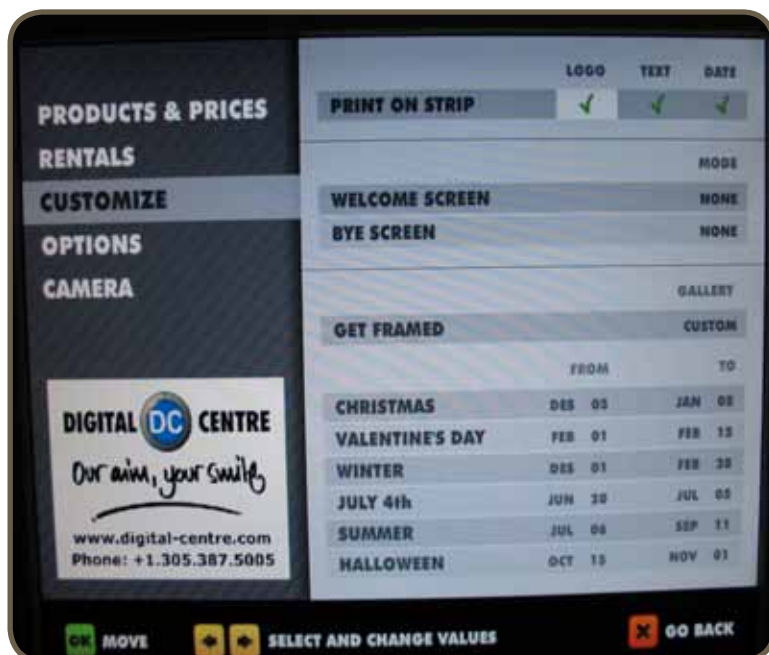 PRODUCTS & PRICES
RENTALS
CUSTOMIZE
OPTIONS
CAMERA
DIGITAL DC CENTRE
Our aim, your smile
www.digital-centre.com
Phone: +1.305.387.5005
LOGO TEXT DATE
PRINT ON STRIP
MODE
WELCOME SCREEN NONE
BYE SCREEN NONE
GALLERY
GET FRAMED CUSTOM
FROM TO
CHRISTMAS DES 05 JAN 08
VALENTINE'S DAY FEB 01 FEB 15
WINTER DES 01 FEB 28
JULY 4th JUN 20 JUL 05
SUMMER JUL 06 SEP 11
HALLOWEEN OCT 15 NOV 01
OK MOVE
SELECT AND CHANGE VALUES
X GO BACK